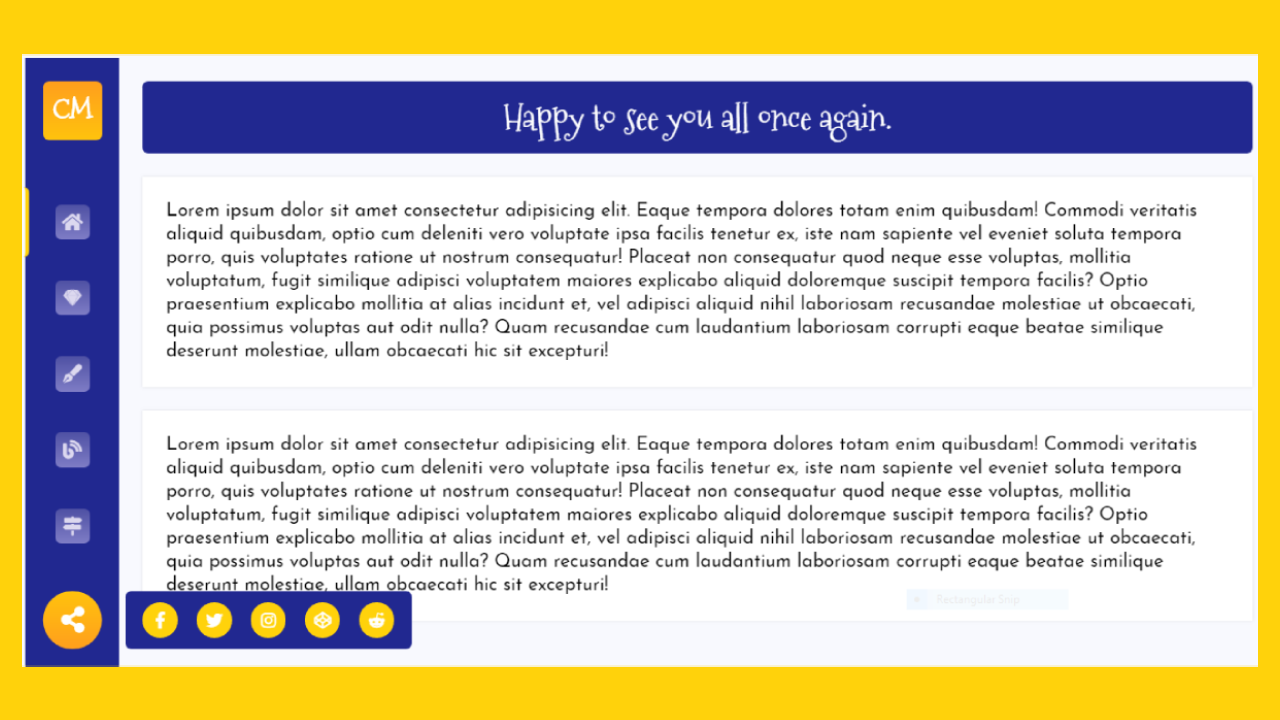 CM
Happy to see you all once again.
Lorem ipsum dolor sit amet consectetur adipisicing elit. Eaque tempora dolores totam enim quibusdam! Commodi veritatis
aliquid quibusdam, optio cum deleniti vero voluptate ipsa facilis tenetur ex, iste nam sapiente vel eveniet soluta tempora
porro, quis voluptates ratione ut nostrum consequatur! Placeat non consequatur quod neque esse voluptas, mollitia
voluptatum, fugit similique adipisci voluptatem maiores explicabo aliquid doloremque suscipit tempora facilis? Optio
praesentium explicabo mollitia at alias incidunt et, vel adipisci aliquid nihil laboriosam recusandae molestiae ut obcaecati,
quia possimus voluptas aut odit nulla? Quam recusandae cum laudantium laboriosam corrupti eaque beatae similique
deserunt molestiae, ullam obcaecati hic sit excepturi!
Lorem ipsum dolor sit amet consectetur adipisicing elit. Eaque tempora dolores totam enim quibusdam! Commodi veritatis
aliquid quibusdam, optio cum deleniti vero voluptate ipsa facilis tenetur ex, iste nam sapiente vel eveniet soluta tempora
porro, quis voluptates ratione ut nostrum consequatur! Placeat non consequatur quod neque esse voluptas, mollitia
voluptatum, fugit similique adipisci voluptatem maiores explicabo aliquid doloremque suscipit tempora facilis? Optio
praesentium explicabo mollitia at alias incidunt et, vel adipisci aliquid nihil laboriosam recusandae molestiae ut obcaecati,
quia possimus voluptas aut odit nulla? Quam recusandae cum laudantium laboriosam corrupti eaque beatae similique
deserunt molestiae, ullam obcaecati hic sit excepturi!
Rectangular Snip